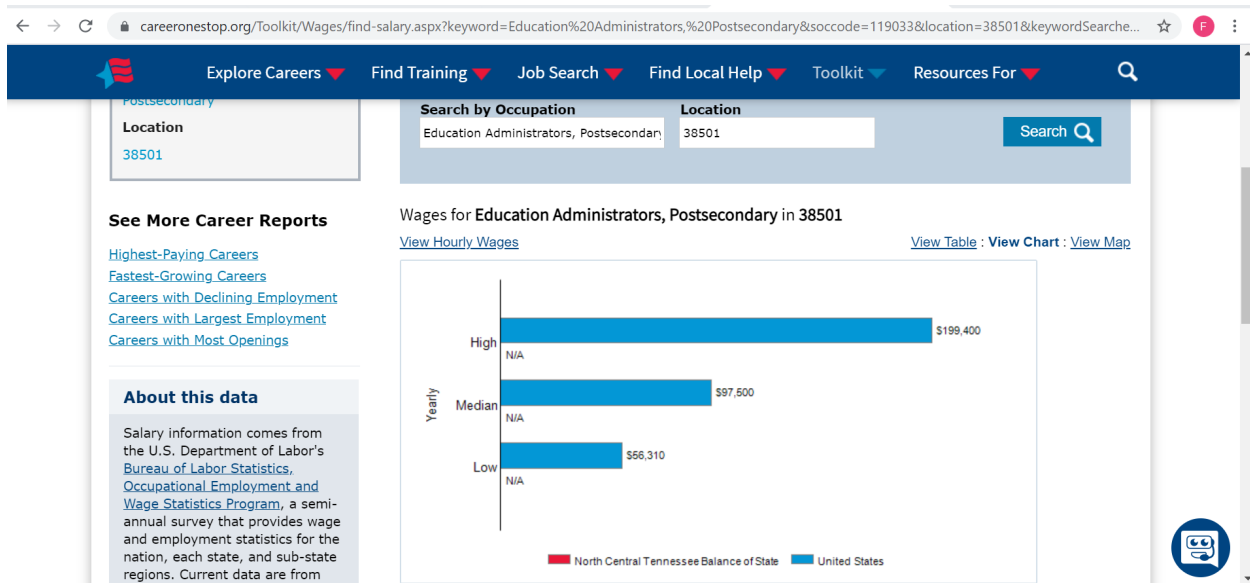 careeronestop.org/Toolkit/Wages/find-salary.aspx?keyword=Education%20Administrators,%20Postsecondary&soccode=119033&location=38501&keywordSearche...
F
Explore Careers
Find Training
Job Search
Find Local Help
Toolkit
Resources For
Postsecondary
Location
38501
Search by Occupation
Location
Education Administrators, Postsecondary
38501
Search
See More Career Reports
Highest-Paying Careers
Fastest-Growing Careers
Careers with Declining Employment
Careers with Largest Employment
Careers with Most Openings
About this data
Salary information comes from
the U.S. Department of Labor's
Bureau of Labor Statistics,
Occupational Employment and
Wage Statistics Program, a semi-
annual survey that provides wage
and employment statistics for the
nation, each state, and sub-state
regions. Current data are from
Wages for Education Administrators, Postsecondary in 38501
View Hourly Wages
View Table : View Chart : View Map
Yearly
High
$199,400
N/A
Median
$97,500
N/A
Low
$56,310
N/A
North Central Tennessee Balance of State
United States